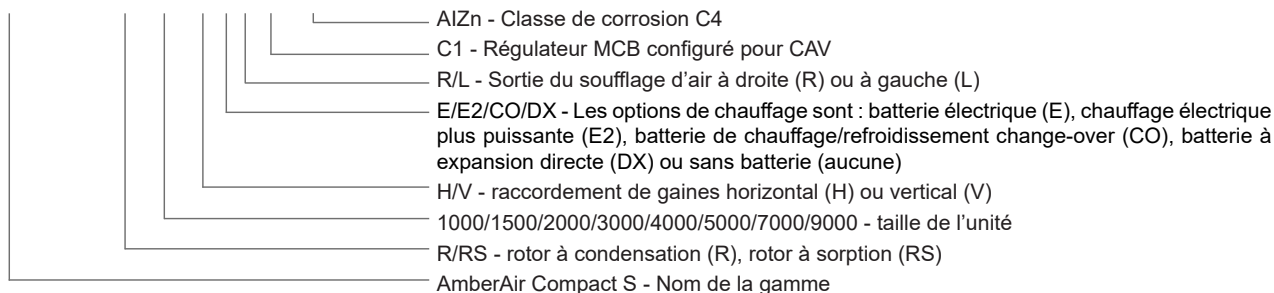 AlZn - Classe de corrosion C4
C1 - Régulateur MCB configuré pour CAV
R/L - Sortie du soufflage d'air à droite (R) ou à gauche (L)
E/E2/CO/DX - Les options de chauffage sont : batterie électrique (E), chauffage électrique
plus puissante (E2), batterie de chauffage/refroidissement change-over (CO), batterie à
expansion directe (DX) ou sans batterie (aucune)
H/V - raccordement de gaines horizontal (H) ou vertical (V)
1000/1500/2000/3000/4000/5000/7000/9000 - taille de l'unité
R/RS - rotor à condensation (R), rotor à sorption (RS)
AmberAir Compact S - Nom de la gamme